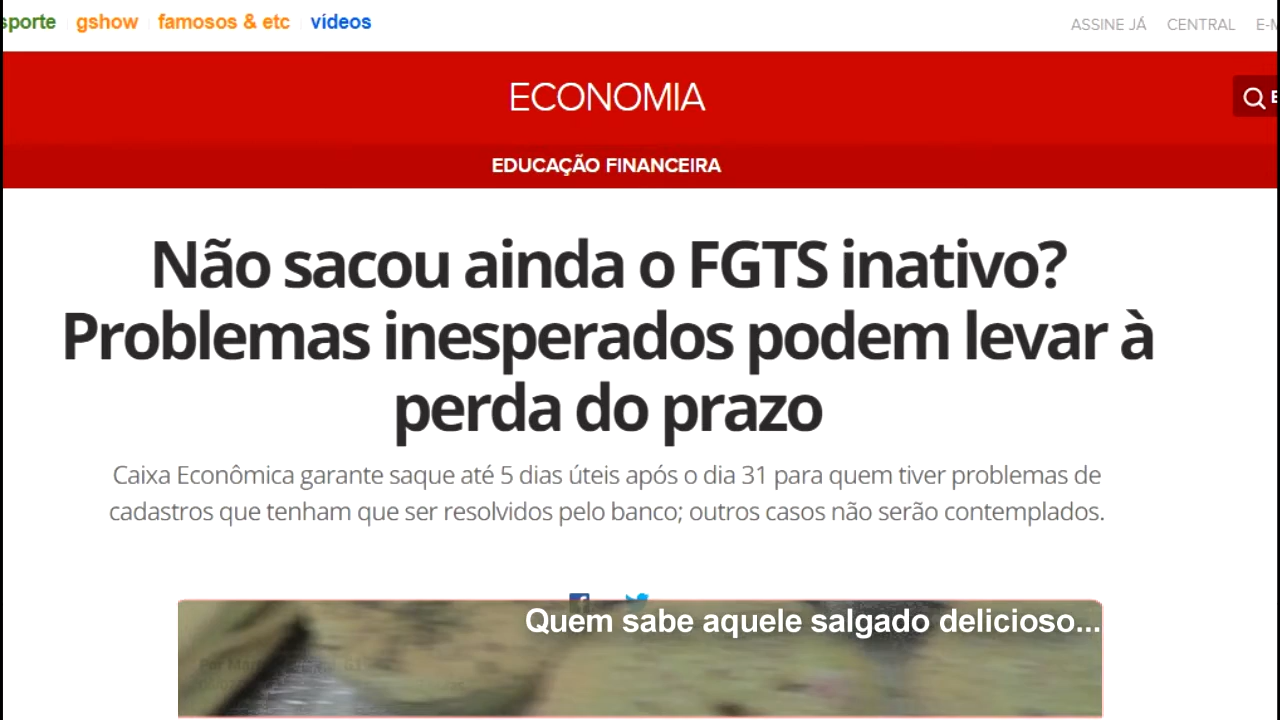 sporte gshow famosos & etc vídeos
ASSINE JÁ CENTRAL
ECONOMIA
EDUCAÇÃO FINANCEIRA
Não sacou ainda o FGTS inativo?
Problemas inesperados podem levar à
perda do prazo
Caixa Econômica garante saque até 5 dias úteis após o dia 31 para quem tiver problemas de
cadastros que tenham que ser resolvidos pelo banco; outros casos não serão contemplados.
Quem sabe aquele salgado delicioso...